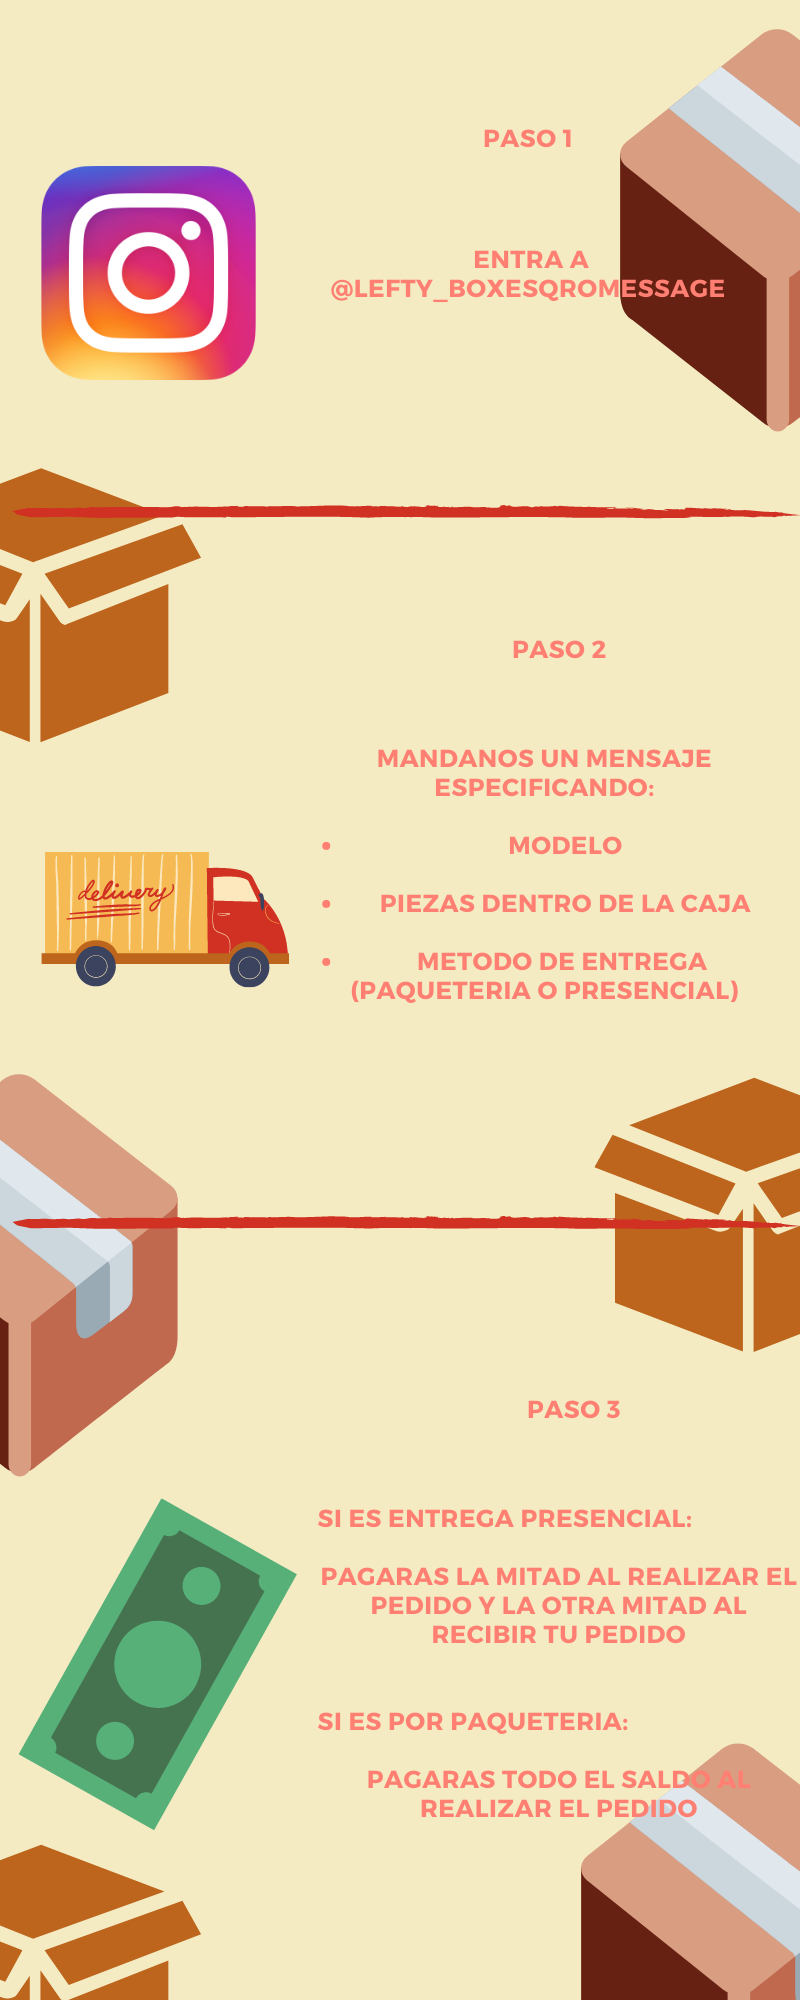 PASO 1
ENTRA A
@LEFTY_BOXESQROMESSAGE
PASO 2
MANDANOS UN MENSAJE
ESPECIFICANDO:
• MODELO
• PIEZAS DENTRO DE LA CAJA
• METODO DE ENTREGA
(PAQUETERIA O PRESENCIAL)
delivery
PASO 3
SI ES ENTREGA PRESENCIAL:
PAGARAS LA MITAD AL REALIZAR EL
PEDIDO Y LA OTRA MITAD AL
RECIBIR TU PEDIDO
SI ES POR PAQUETERIA:
PAGARAS TODO EL SALDO AL
REALIZAR EL PEDIDO